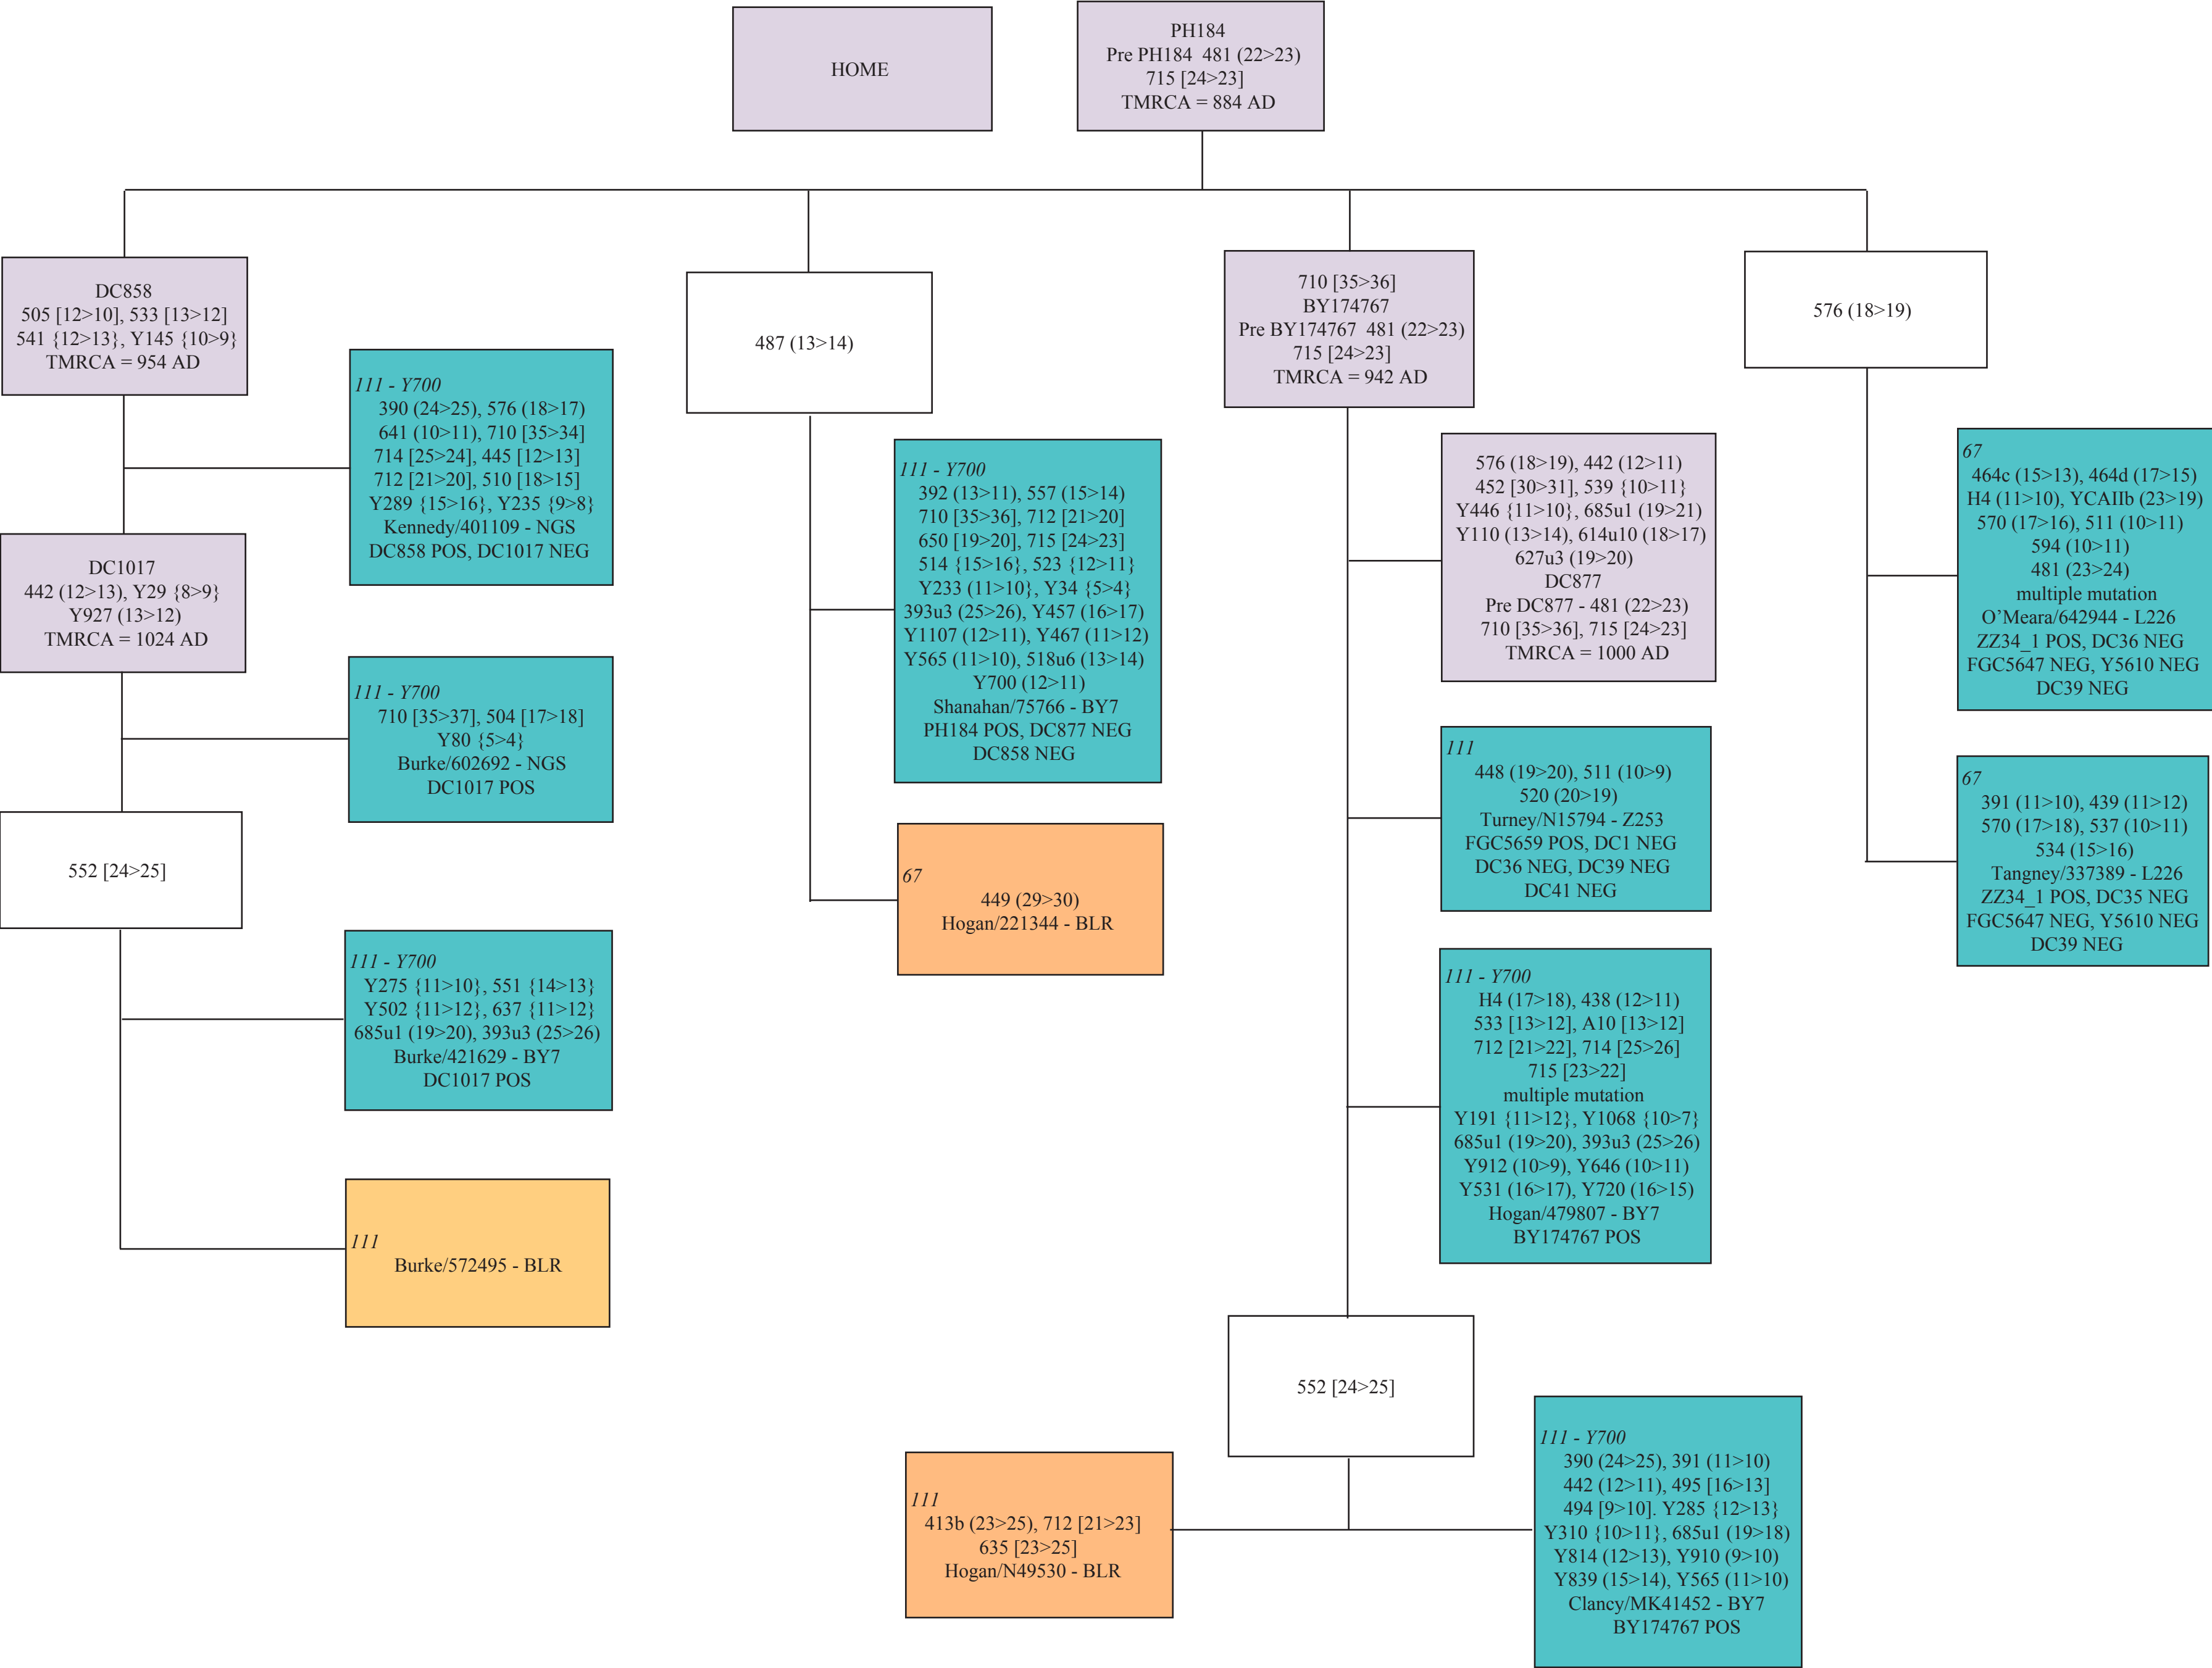 HOME
PH184
Pre PH184  481 (22>23)
715 [24>23]
TMRCA = 884 AD
DC858
505 [12>10], 533 [13>12]
541 {12>13}, Y145 {10>9}
TMRCA = 954 AD
111 - Y700
390 (24>25), 576 (18>17)
641 (10>11), 710 [35>34]
714 [25>24], 445 [12>13]
712 [21>20], 510 [18>15]
Y289 {15>16}, Y235 {9>8}
Kennedy/401109 - NGS
DC858 POS, DC1017 NEG
DC1017
442 (12>13), Y29 {8>9}
Y927 (13>12)
TMRCA = 1024 AD
111 - Y700
710 [35>37], 504 [17>18]
Y80 {5>4}
Burke/602692 - NGS
DC1017 POS
552 [24>25]
111 - Y700
Y275 {11>10}, 551 {14>13}
Y502 {11>12}, 637 {11>12}
685u1 (19>20), 393u3 (25>26)
Burke/421629 - BY7
DC1017 POS
111
Burke/572495 - BLR
487 (13>14)
111 - Y700
392 (13>11), 557 (15>14)
710 [35>36], 712 [21>20]
650 [19>20], 715 [24>23]
514 {15>16}, 523 {12>11}
Y233 (11>10}, Y34 {5>4}
393u3 (25>26), Y457 (16>17)
Y1107 (12>11), Y467 (11>12)
Y565 (11>10), 518u6 (13>14)
Y700 (12>11)
Shanahan/75766 - BY7
PH184 POS, DC877 NEG
DC858 NEG
67
449 (29>30)
Hogan/221344 - BLR
710 [35>36]
BY174767
Pre BY174767  481 (22>23)
715 [24>23]
TMRCA = 942 AD
576 (18>19), 442 (12>11)
452 [30>31], 539 {10>11}
Y446 {11>10}, 685u1 (19>21)
Y110 (13>14), 614u10 (18>17)
627u3 (19>20)
DC877
Pre DC877 - 481 (22>23)
710 [35>36], 715 [24>23]
TMRCA = 1000 AD
111
448 (19>20), 511 (10>9)
520 (20>19)
Turney/N15794 - Z253
FGC5659 POS, DC1 NEG
DC36 NEG, DC39 NEG
DC41 NEG
111 - Y700
H4 (17>18), 438 (12>11)
533 [13>12], A10 [13>12]
712 [21>22], 714 [25>26]
715 [23>22]
multiple mutation
Y191 {11>12}, Y1068 {10>7}
685u1 (19>20), 393u3 (25>26)
Y912 (10>9), Y646 (10>11)
Y531 (16>17), Y720 (16>15)
Hogan/479807 - BY7
BY174767 POS
552 [24>25]
111
413b (23>25), 712 [21>23]
635 [23>25]
Hogan/N49530 - BLR
111 - Y700
390 (24>25), 391 (11>10)
442 (12>11), 495 [16>13]
494 [9>10]. Y285 {12>13}
Y310 {10>11}, 685u1 (19>18)
Y814 (12>13), Y910 (9>10)
Y839 (15>14), Y565 (11>10)
Clancy/MK41452 - BY7
BY174767 POS
576 (18>19)
67
464c (15>13), 464d (17>15)
H4 (11>10), YCAIIb (23>19)
570 (17>16), 511 (10>11)
594 (10>11)
481 (23>24)
multiple mutation
O’Meara/642944 - L226
ZZ34_1 POS, DC36 NEG
FGC5647 NEG, Y5610 NEG
DC39 NEG
67
391 (11>10), 439 (11>12)
570 (17>18), 537 (10>11)
534 (15>16)
Tangney/337389 - L226
ZZ34_1 POS, DC35 NEG
FGC5647 NEG, Y5610 NEG
DC39 NEG